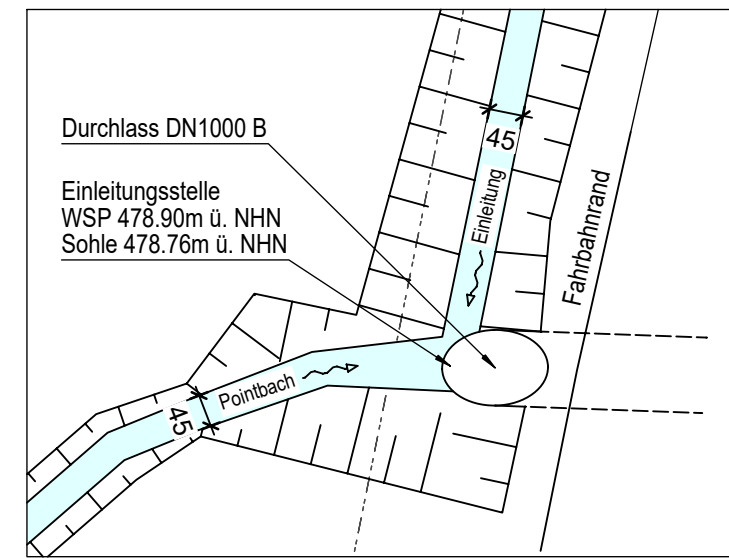 Durchlass DN1000 B
Einleitungsstelle
WSP 478.90m ü. NHN
Sohle 478.76m ü. NHN
45
Einleitung
Fahrbahnrand
Pointbach
45